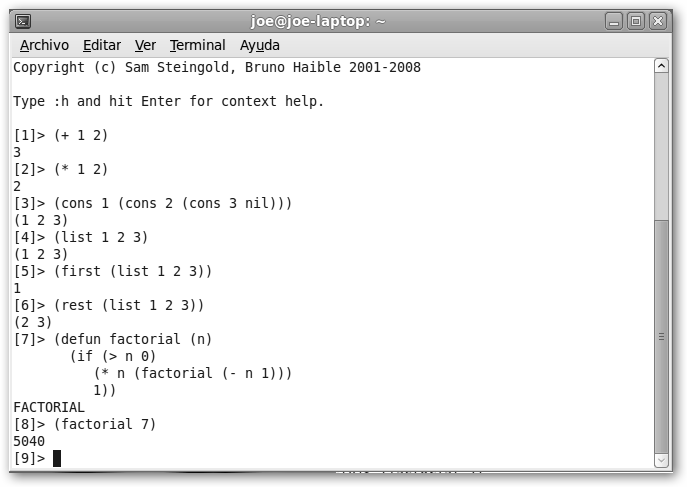 joe@joe-laptop: ~
Archivo Editar Ver Terminal Ayuda
Copyright (c) Sam Steingold, Bruno Haible 2001-2008

Type :h and hit Enter for context help.

[1]> (+ 1 2)
3
[2]> (* 1 2)
2
[3]> (cons 1 (cons 2 (cons 3 nil)))
(1 2 3)
[4]> (list 1 2 3)
(1 2 3)
[5]> (first (list 1 2 3))
1
[6]> (rest (list 1 2 3))
(2 3)
[7]> (defun factorial (n)
       (if (> n 0)
          (* n (factorial (- n 1)))
          1))
FACTORIAL
[8]> (factorial 7)
5040
[9]>